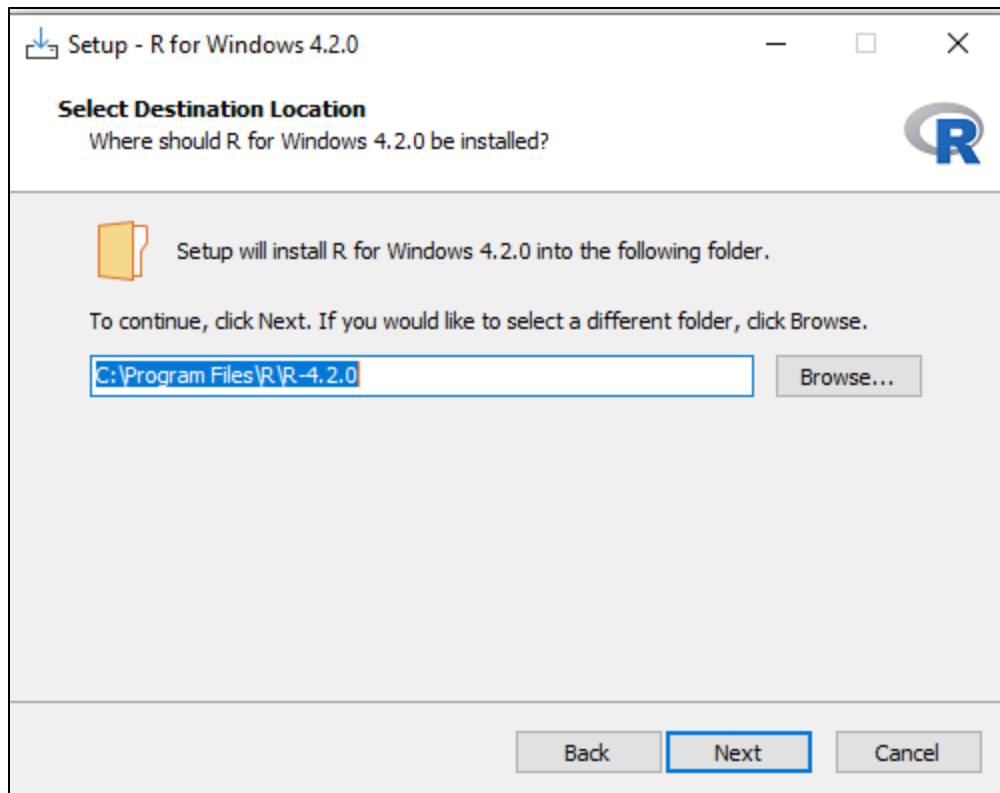 Setup - R for Windows 4.2.0
Select Destination Location
Where should R for Windows 4.2.0 be installed?
R
Setup will install R for Windows 4.2.0 into the following folder.
To continue, click Next. If you would like to select a different folder, click Browse.
C:\Program Files\R\R-4.2.0
Browse...
Back
Next
Cancel